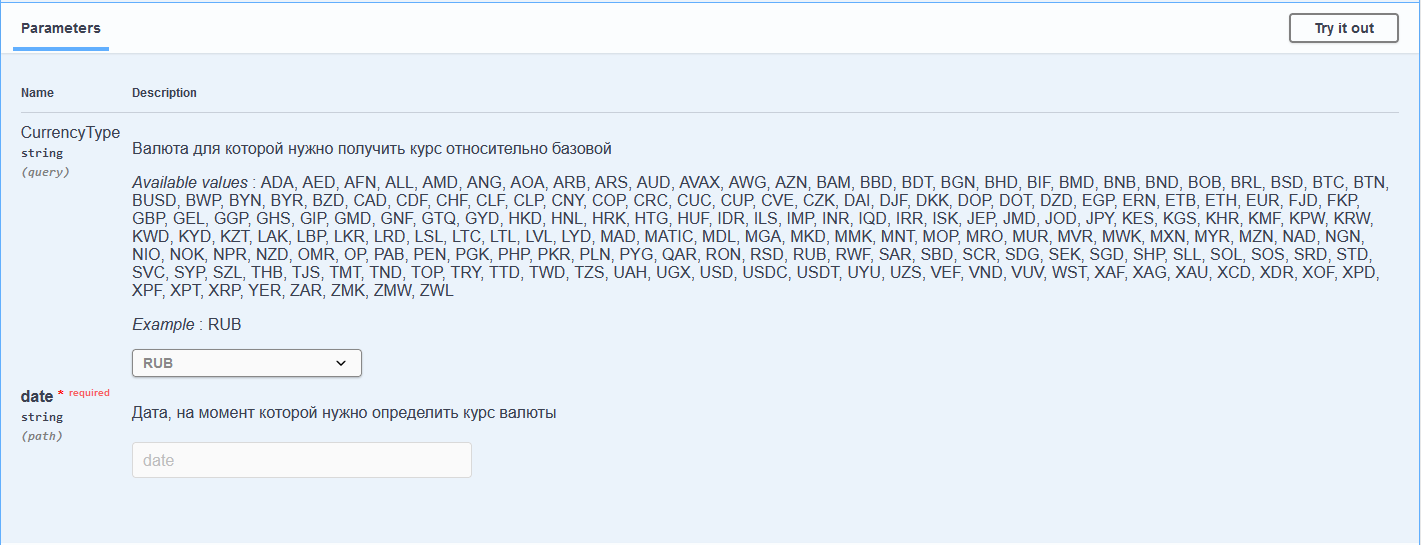 Parameters
Try it out
Name
Description
CurrencyType
string
(query)
Валюта для которой нужно получить курс относительно базовой
Available values : ADA, AED, AFN, ALL, AMD, ANG, AOA, ARB, ARS, AUD, AVAX, AWG, AZN, BAM, BBD, BDT, BGN, BHD, BIF, BMD, BNB, BND, BOB, BRL, BSD, BTC, BTN,
BUSD, BWP, BYN, BYR, BZD, CAD, CDF, CHF, CLF, CLP, CNY, COP, CRC, CUC, CUP, CVE, CZK, DAI, DJF, DKK, DOP, DOT, DZD, EGP, ERN, ETB, ETH, EUR, FJD, FKP,
GBP, GEL, GGP, GHS, GIP, GMD, GNF, GTQ, GYD, HKD, HNL, HRK, HTG, HUF, IDR, ILS, IMP, INR, IQD, IRR, ISK, JEP, JMD, JOD, JPY, KES, KGS, KHR, KMF, KPW, KRW,
KWD, KYD, KZT, LAK, LBP, LKR, LRD, LSL, LTC, LTL, LVL, LYD, MAD, MATIC, MDL, MGA, MKD, MMK, MNT, MOP, MRO, MUR, MVR, MWK, MXN, MYR, MZN, NAD, NGN,
NIO, NOK, NPR, NZD, OMR, OP, PAB, PEN, PGK, PHP, PKR, PLN, PYG, QAR, RON, RSD, RUB, RWF, SAR, SBD, SCR, SDG, SEK, SGD, SHP, SLL, SOL, SOS, SRD, STD,
SVC, SYP, SZL, THB, TJS, TMT, TND, TOP, TRY, TTD, TWD, TZS, UAH, UGX, USD, USDC, USDT, UYU, UZS, VEF, VND, VUV, WST, XAF, XAG, XAU, XCD, XDR, XOF, XPD,
XPF, XPT, XRP, YER, ZAR, ZMK, ZMW, ZWL
Example : RUB
RUB
date * required
string
(path)
Дата, на момент которой нужно определить курс валюты
date